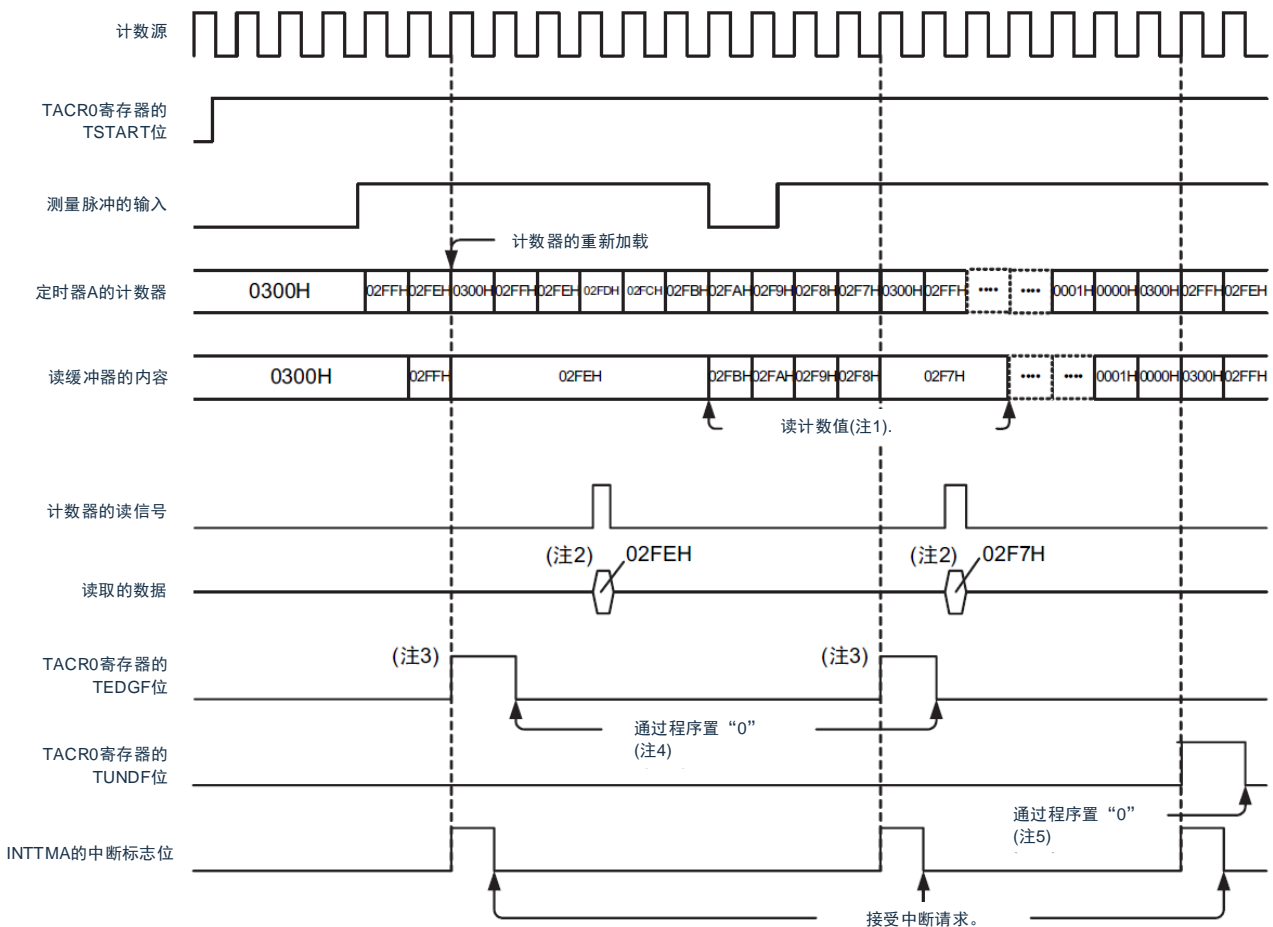 计数源
TACR0寄存器的
TSTART位
测量脉冲的输入
计数器的重新加载
定时器A的计数器
0300H 02FFH 02FEH 0300H 02FFH 02FEH 02FDH 02FCH 02FBH 02FAH 02F9H 02F8H 02F7H 0300H 02FFH •••• •••• 0001H 0000H 0300H 02FFH 02FEH
读缓冲器的内容
0300H 02FFH 02FEH 02FBH 02FAH 02F9H 02F8H 02F7H •••• •••• 0001H 0000H 0300H 02FFH
读计数值(注1).
计数器的读信号
(注2) 02FEH (注2) 02F7H
读取的数据
(注3) (注3)
TACR0寄存器的
TEDGF位
通过程序置“0”
(注4)
TACR0寄存器的
TUNDF位
通过程序置“0”
(注5)
INTTMA的中断标志位
接受中断请求。